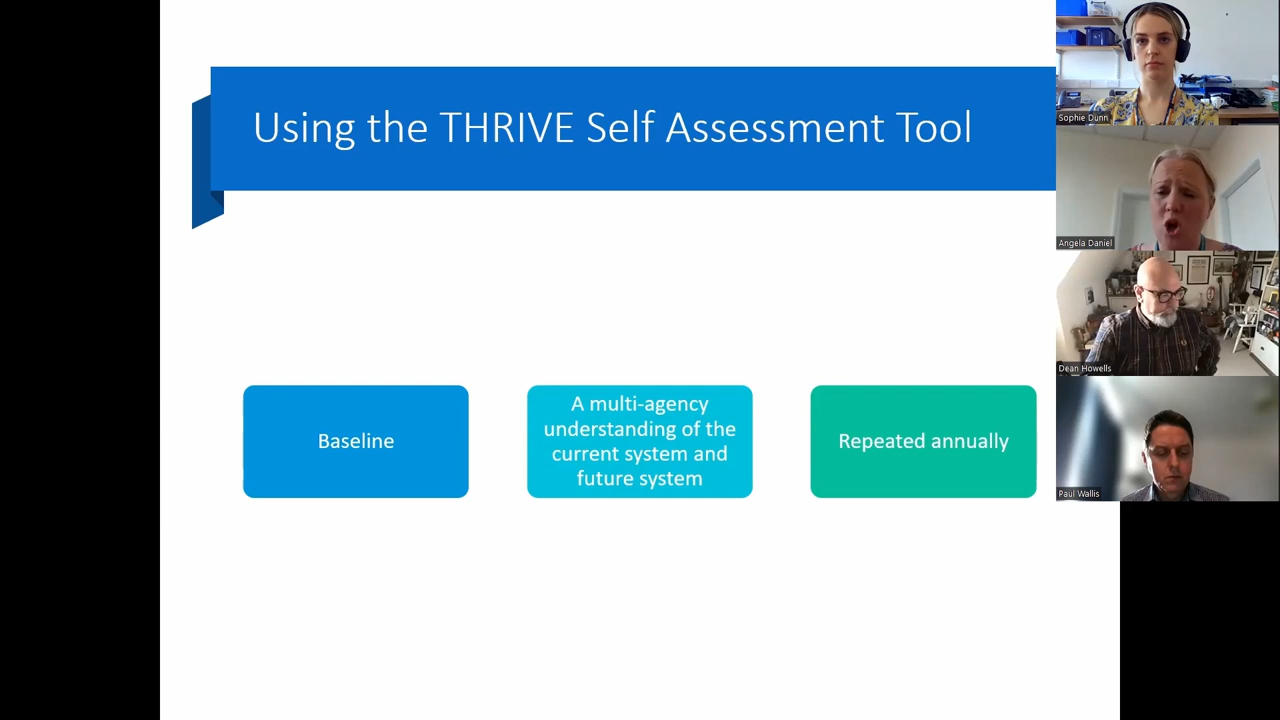 Using the THRIVE Self Assessment Tool
Baseline
A multi-agency
understanding of the
current system and
future system
Repeated annually
Sophie Dunn
Angela Daniel
Dean Howells
Paul Wallis